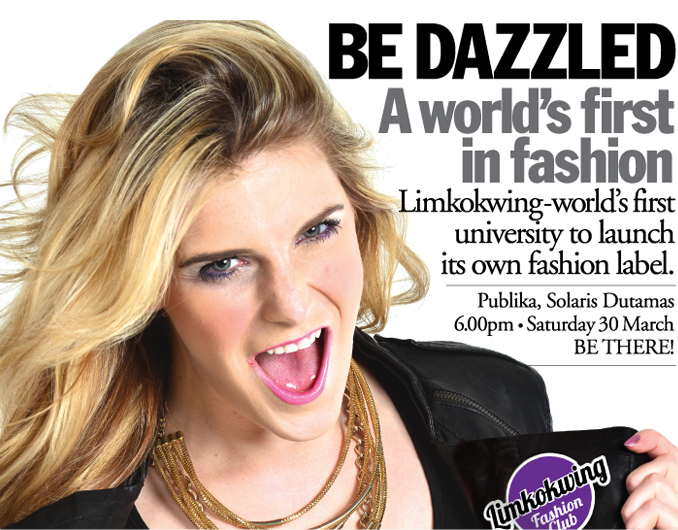 BE DAZZLED
A world's first
in fashion
Limkokwing-world's first
university to launch
its own fashion label.
Publika, Solaris Dutamas
6.00pm • Saturday 30 March
BE THERE!
Limkokwing
Fashion
Club